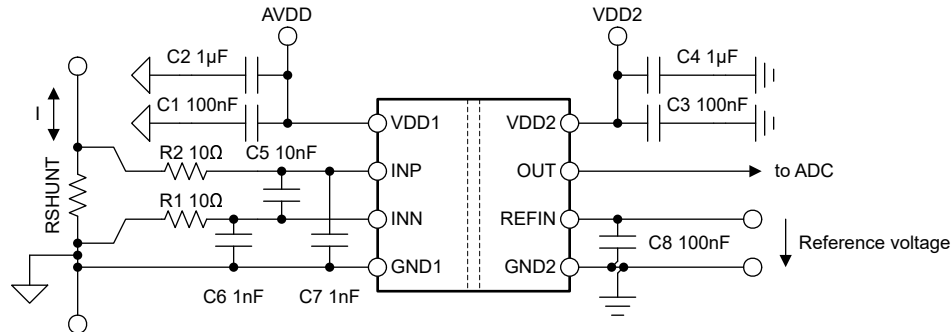 AVDD
VDD2
C2 1µF
C4 1µF
C1 100nF
C3 100nF
I
VDD1
VDD2
R2 10Ω
C5 10nF
INP
OUT
to ADC
RSHUNT
R1 10Ω
INN
REFIN
C8 100nF
Reference voltage
GND1
GND2
C6 1nF
C7 1nF